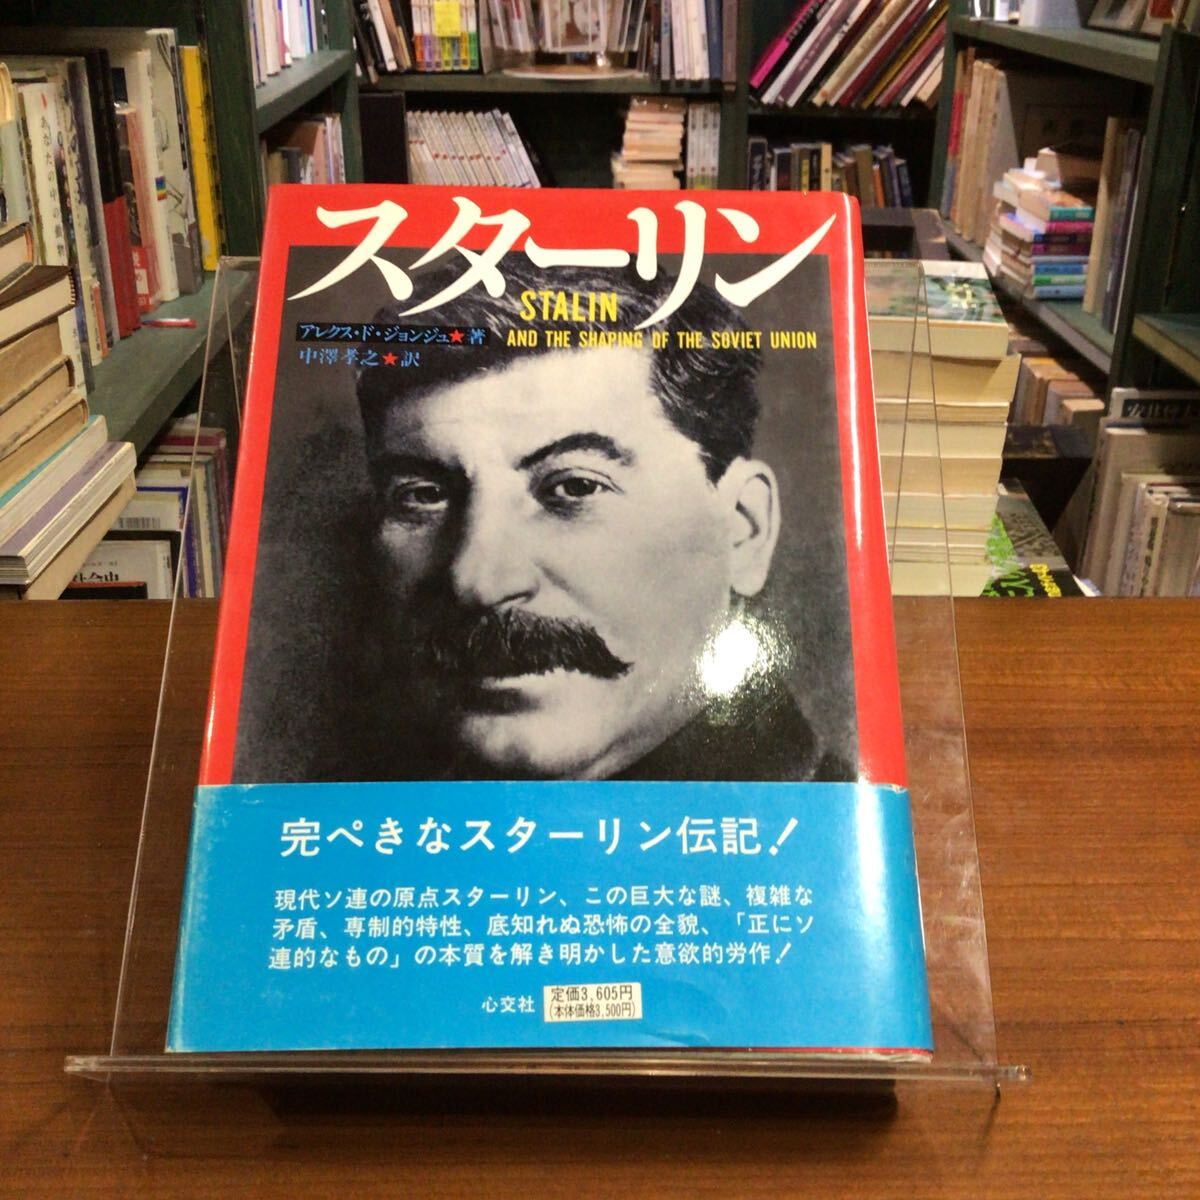 スターリン
STALIN
AND THE SHAPING OF THE SOVIET UNION
アレクス・ド・ジョンジュ★著
中澤孝之★訳
完ぺきなスターリン伝記!
現代ソ連の原点スターリン、この巨大な謎、複雑な
矛盾、専制的特性、底知れぬ恐怖の全貌、「正にソ
連的なもの」の本質を解き明かした意欲的労作!
心交社
定価3,605円
(本体価格3,500円)